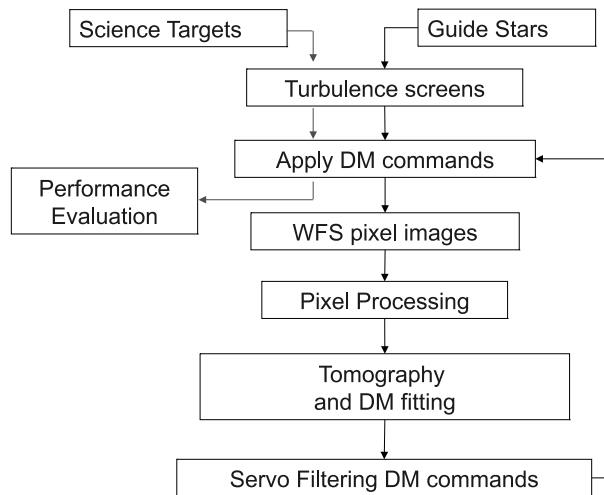 Science Targets
Guide Stars
Turbulence screens
Apply DM commands
Performance
Evaluation
WFS pixel images
Pixel Processing
Tomography
and DM fitting
Servo Filtering DM commands